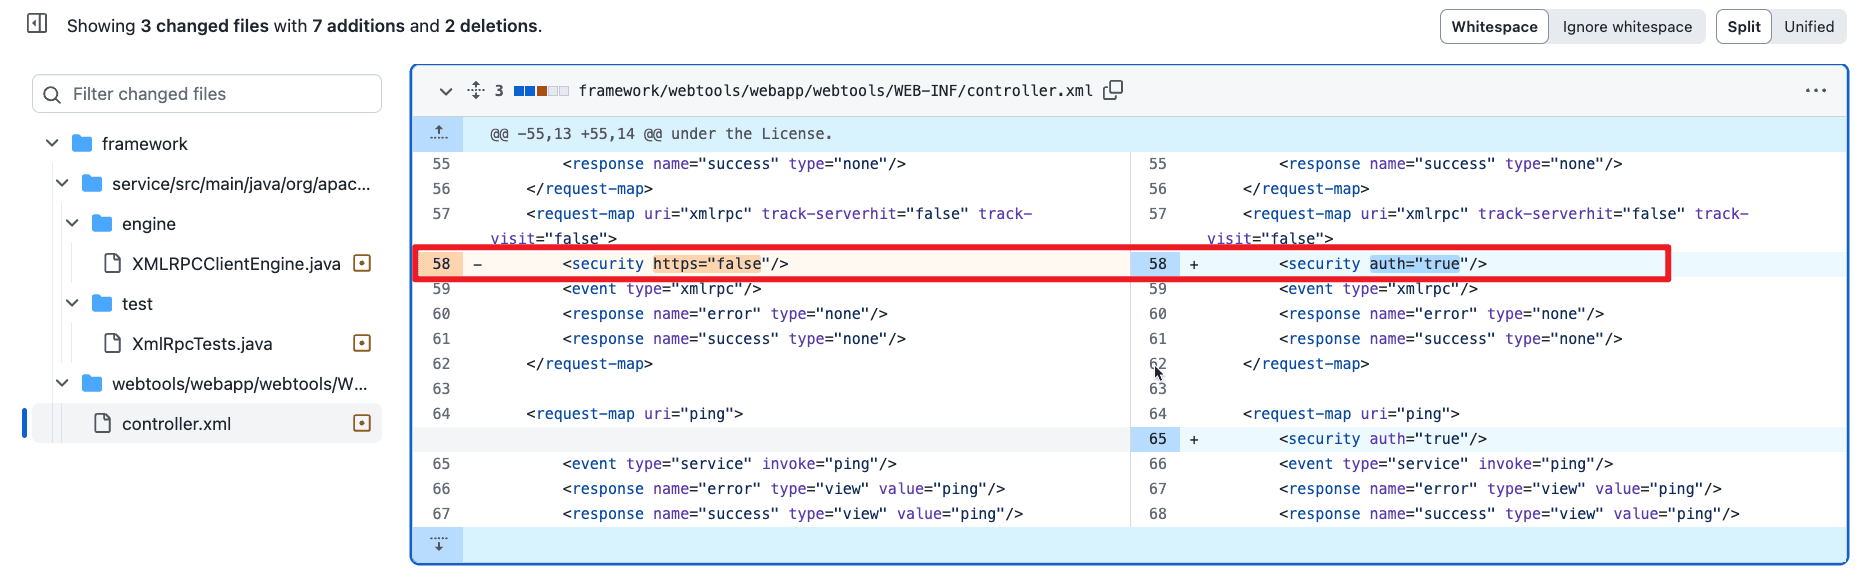 Showing 3 changed files with 7 additions and 2 deletions.
Whitespace Ignore whitespace Split Unified
Filter changed files
framework
service/src/main/java/org/apac...
engine
XMLRPCClientEngine.java
test
XmlRpcTests.java
webtools/webapp/webtools/W...
controller.xml
3 framework/webtools/webapp/webtools/WEB-INF/controller.xml
@@ -55,13 +55,14 @@ under the License.
55 <response name="success" type="none"/> 55 <response name="success" type="none"/>
56 </request-map> 56 </request-map>
57 <request-map uri="xmlrpc" track-serverhit="false" track- 57 <request-map uri="xmlrpc" track-serverhit="false" track-
visit="false"> visit="false">
58 - <security https="false"/> 58 + <security auth="true"/>
59 <event type="xmlrpc"/> 59 <event type="xmlrpc"/>
60 <response name="error" type="none"/> 60 <response name="error" type="none"/>
61 <response name="success" type="none"/> 61 <response name="success" type="none"/>
62 </request-map> 62 </request-map>
63 63
64 <request-map uri="ping"> 64 <request-map uri="ping">
65 + <security auth="true"/>
65 <event type="service" invoke="ping"/> 66 <event type="service" invoke="ping"/>
66 <response name="error" type="view" value="ping"/> 67 <response name="error" type="view" value="ping"/>
67 <response name="success" type="view" value="ping"/> 68 <response name="success" type="view" value="ping"/>